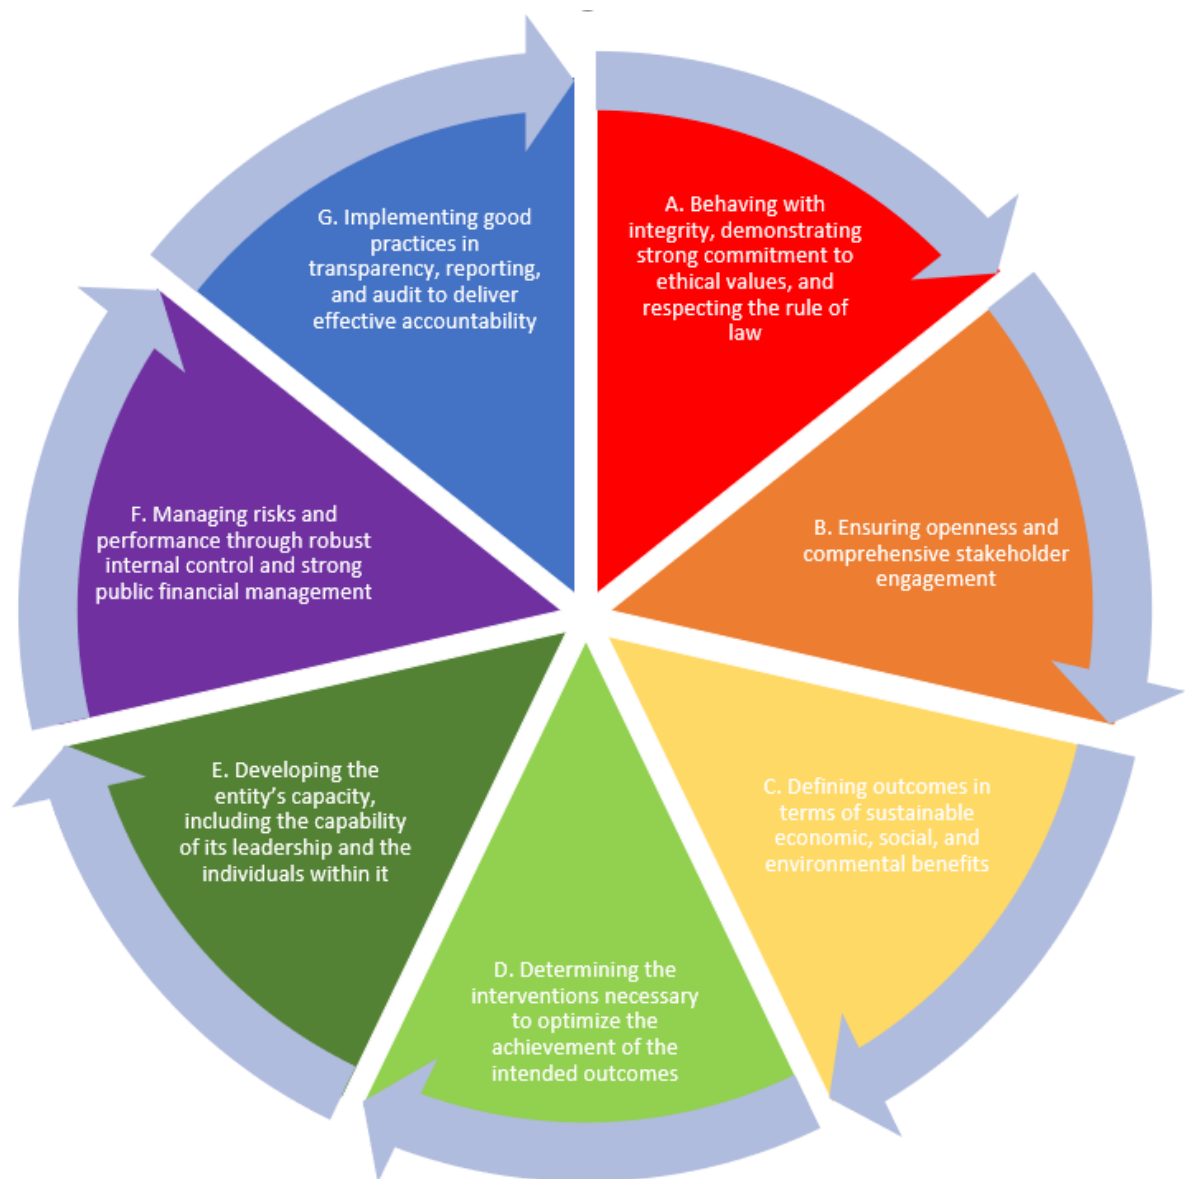 A. Behaving with
integrity, demonstrating
strong commitment to
ethical values, and
respecting the rule of
law
B. Ensuring openness and
comprehensive stakeholder
engagement
C. Defining outcomes in
terms of sustainable
economic, social, and
environmental benefits
D. Determining the
interventions necessary
to optimize the
achievement of the
intended outcomes
E. Developing the
entity’s capacity,
including the capability
of its leadership and the
individuals within it
F. Managing risks and
performance through robust
internal control and strong
public financial management
G. Implementing good
practices in
transparency, reporting,
and audit to deliver
effective accountability